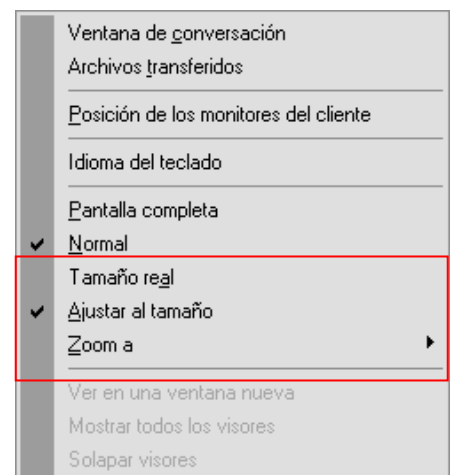 Ventana de conversación
Archivos transferidos
Posición de los monitores del cliente
Idioma del teclado
Pantalla completa
Normal
Tamaño real
Ajustar al tamaño
Zoom a
Ver en una ventana nueva
Mostrar todos los visores
Solapar visores